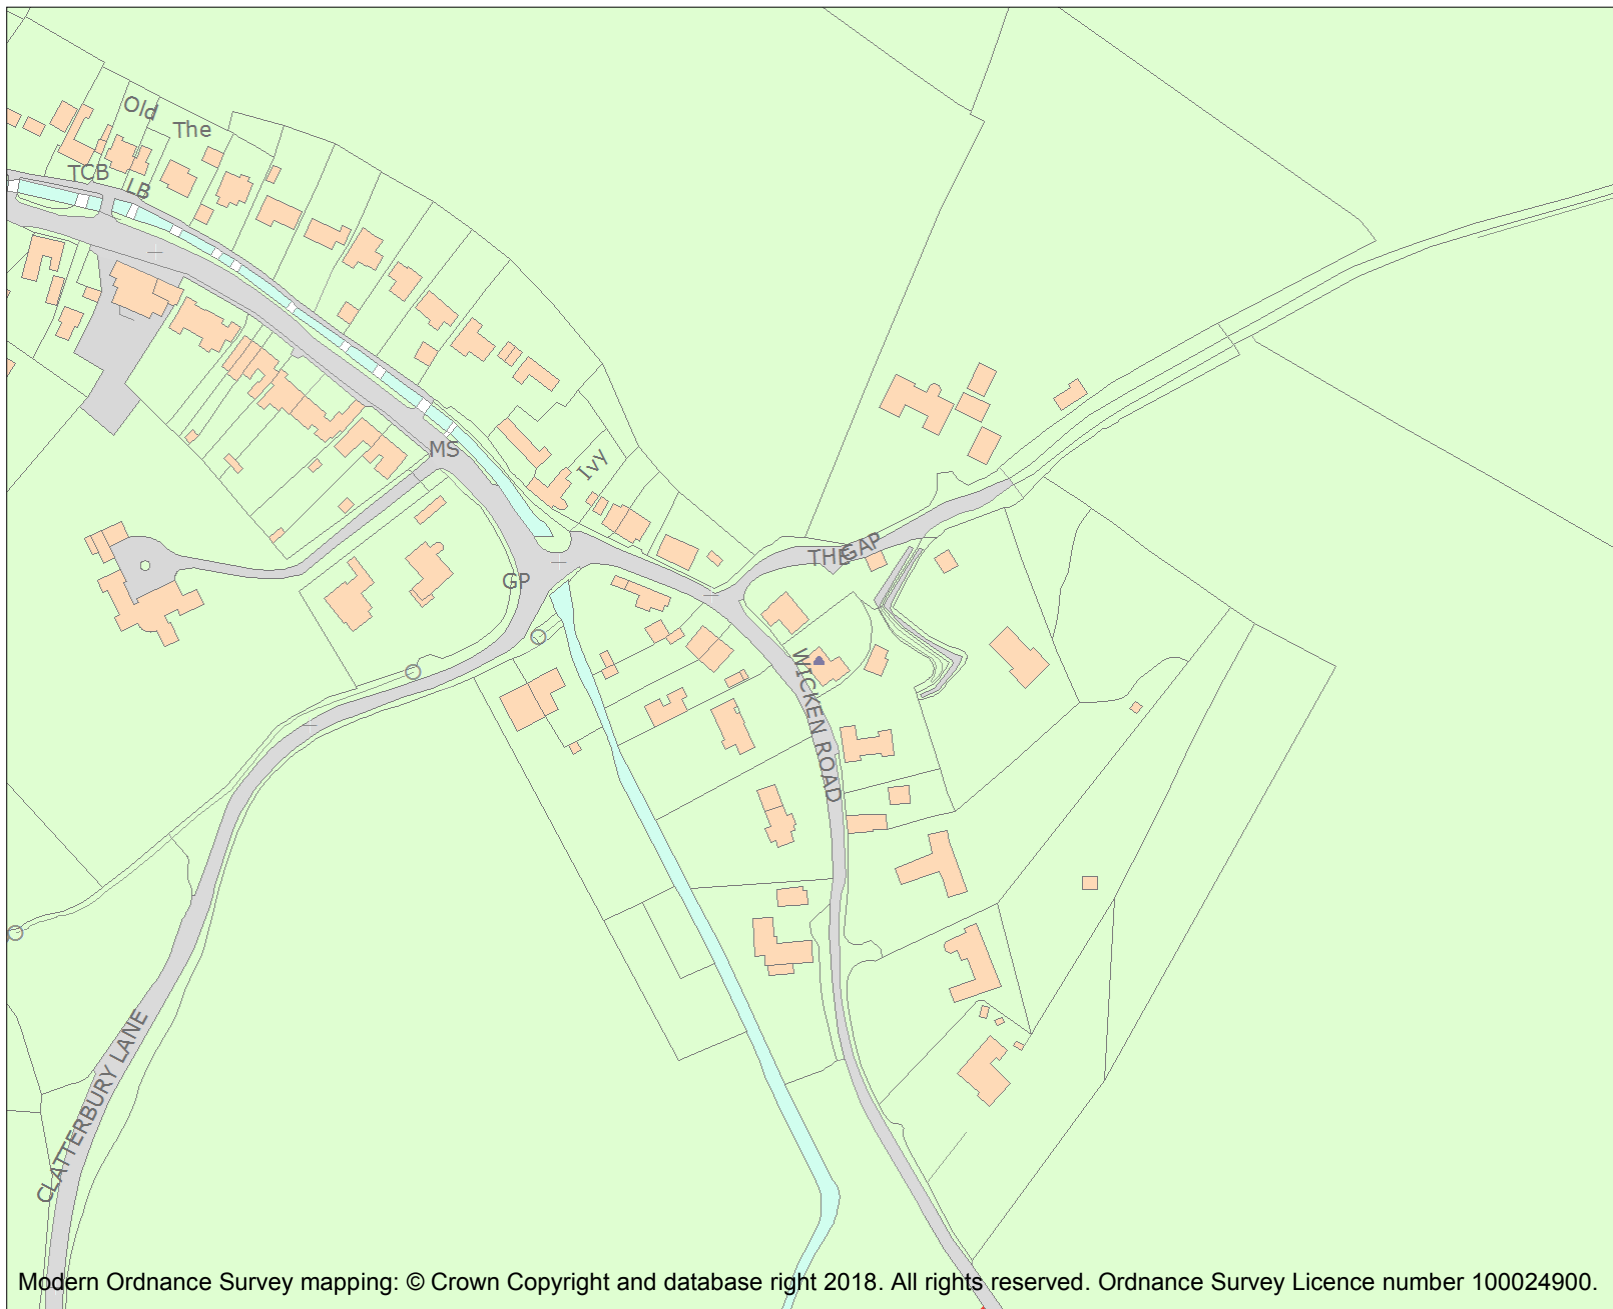 Old
The
TCB
LB
MS
Ivy
THE GAP
GP
WICKEN ROAD
CLATTERBURY LANE
Modern Ordnance Survey mapping: © Crown Copyright and database right 2018. All rights reserved. Ordnance Survey Licence number 100024900.